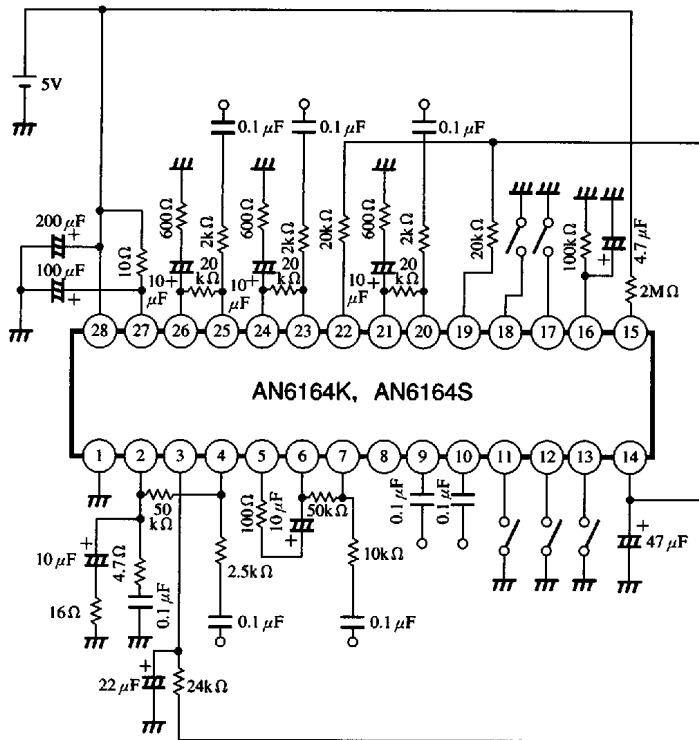 5V
0.1 μF
0.1 μF
0.1 μF
200 μF
100 μF
10Ω
600Ω
10
μF
20
kΩ
2kΩ
600Ω
10
μF
20
kΩ
2kΩ
20kΩ
600Ω
10
μF
20
kΩ
2kΩ
20kΩ
100kΩ
4.7 μF
2MΩ
+
+
+
+
+
+
28
27
26
25
24
23
22
21
20
19
18
17
16
15
AN6164K, AN6164S
1
2
3
4
5
6
7
8
9
10
11
12
13
14
50
kΩ
100Ω
10 μF
+
50kΩ
0.1 μF
0.1 μF
+
10 μF
4.7Ω
2.5kΩ
10kΩ
+
47 μF
16Ω
0.1 μF
0.1 μF
0.1 μF
+
22 μF
24kΩ